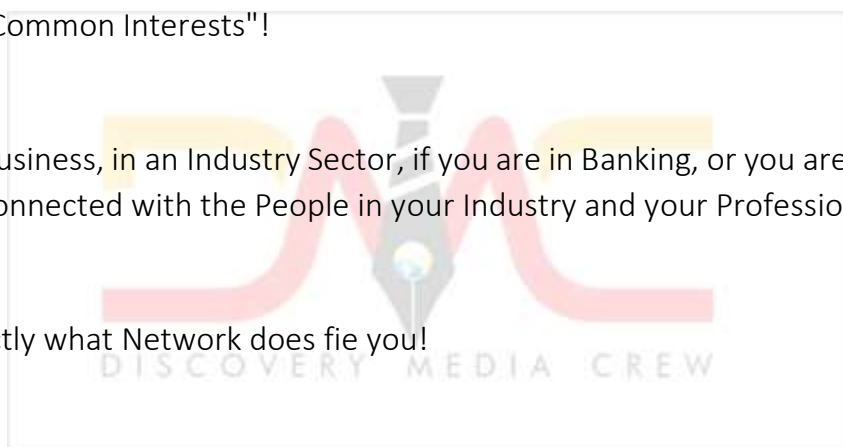 Common Interests"!
usiness, in an Industry Sector, if you are in Banking, or you are
onnected with the People in your Industry and your Professio
ctly what Network does fie you!
DISCOVERY MEDIA CREW